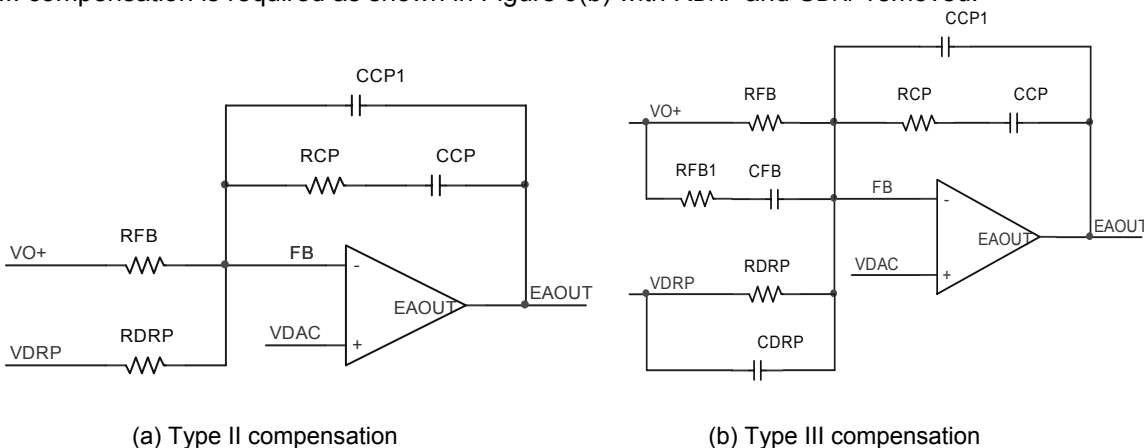 compensation is required as shown in Figure
with RDRP and CDRP removed.
CCP1
RCP
CCP
VO+
RFB
FB
-
EAOUT
EAOUT
VDRP
RDRP
VDAC
+
(a) Type II compensation
CCP1
VO+
RFB
RCP
CCP
RFB1
CFB
FB
-
EAOUT
EAOUT
VDRP
RDRP
VDAC
+
CDRP
(b) Type III compensation